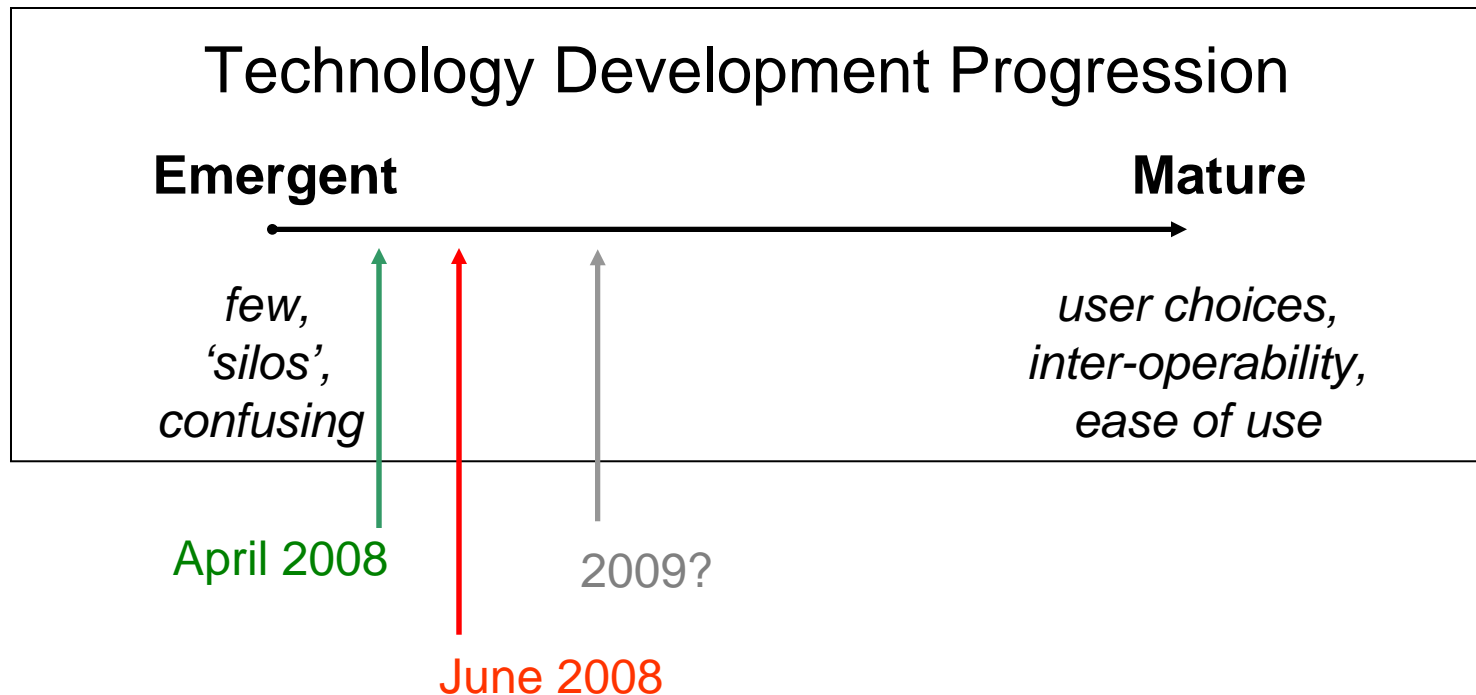 Technology Development Progression
Emergent
Mature
few,
‘silos’,
confusing
user choices,
inter-operability,
ease of use
April 2008
2009?
June 2008